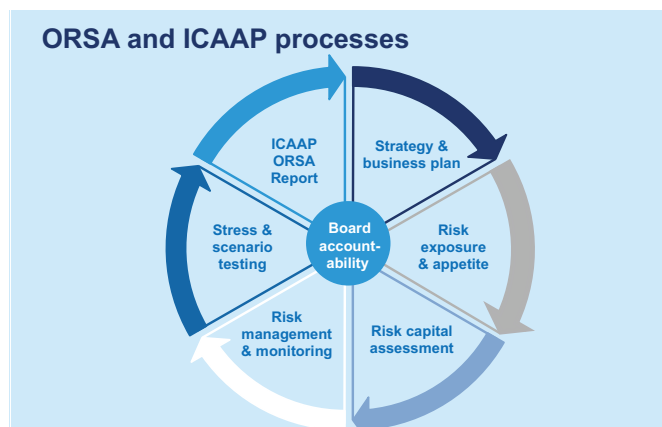 ORSA and ICAAP processes
ICAAP
ORSA
Report
Strategy &
business plan
Stress &
scenario
testing
Board
account-
ability
Risk
exposure
& appetite
Risk
management
& monitoring
Risk capital
assessment